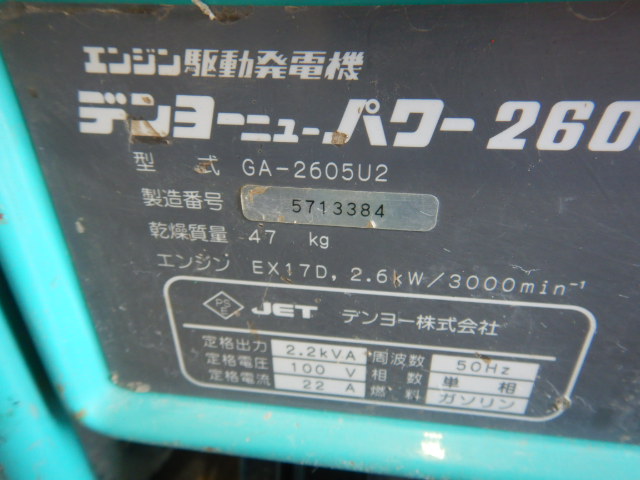 エンジン駆動発電機
デンヨーニューパワー260
型 式 GA-2605U2
製造番号 5713384
乾燥質量 47 kg
エンジン EX17D, 2.6kW/3000min⁻¹
PS E JET デンヨー株式会社
定格出力 2.2kVA 周波数 50Hz
定格電圧 100 V 相 数 単 相
定格電流 22 A 燃 料 ガソリン